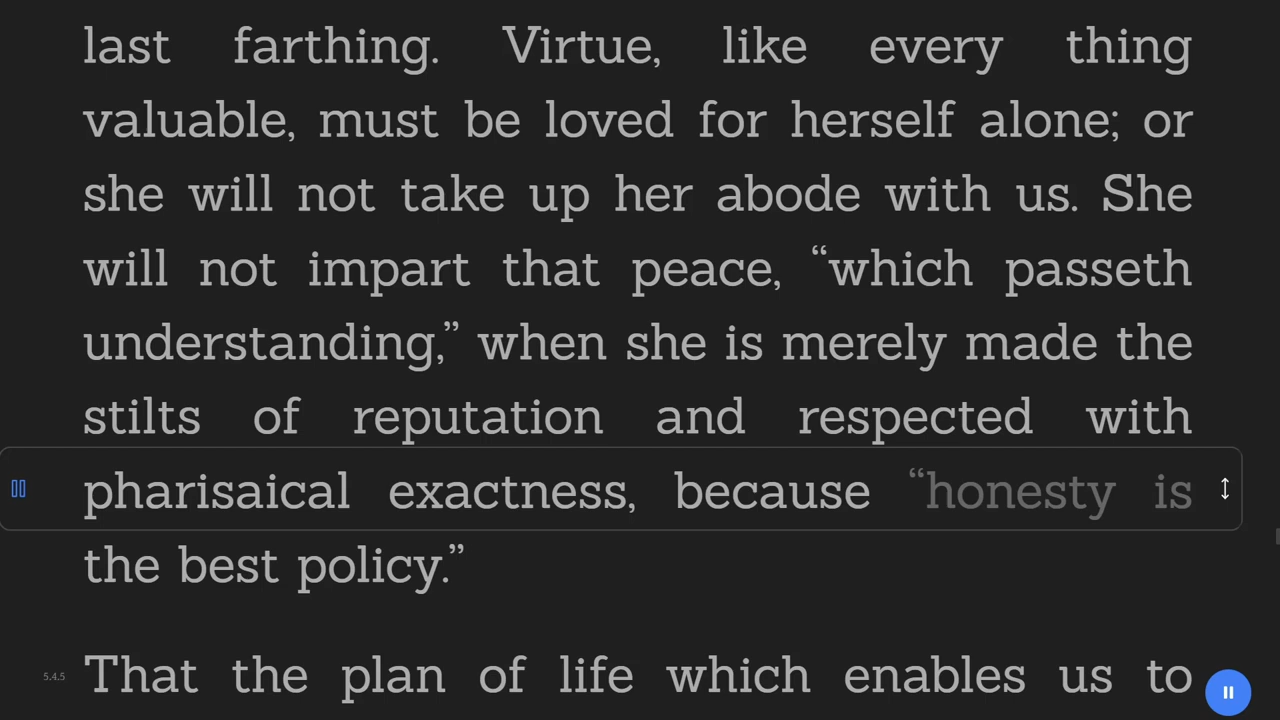 last farthing. Virtue, like every thing
valuable, must be loved for herself alone; or
she will not take up her abode with us. She
will not impart that peace, “which passeth
understanding,” when she is merely made the
stilts of reputation and respected with
pharisaical exactness, because “honesty is
the best policy.”
5.4.5 That the plan of life which enables us to